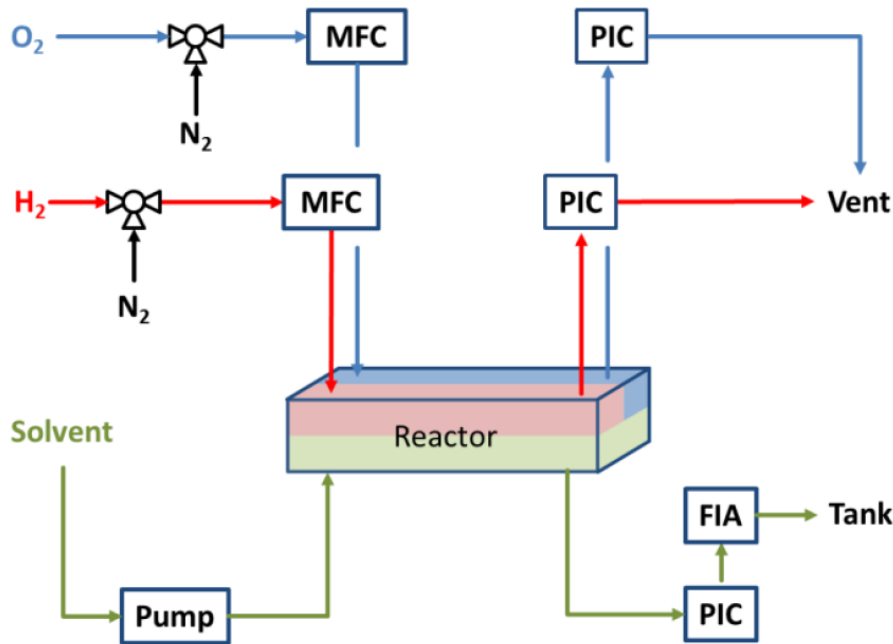 O₂
MFC
PIC
N₂
H₂
MFC
PIC
Vent
N₂
Solvent
Reactor
FIA
Tank
Pump
PIC